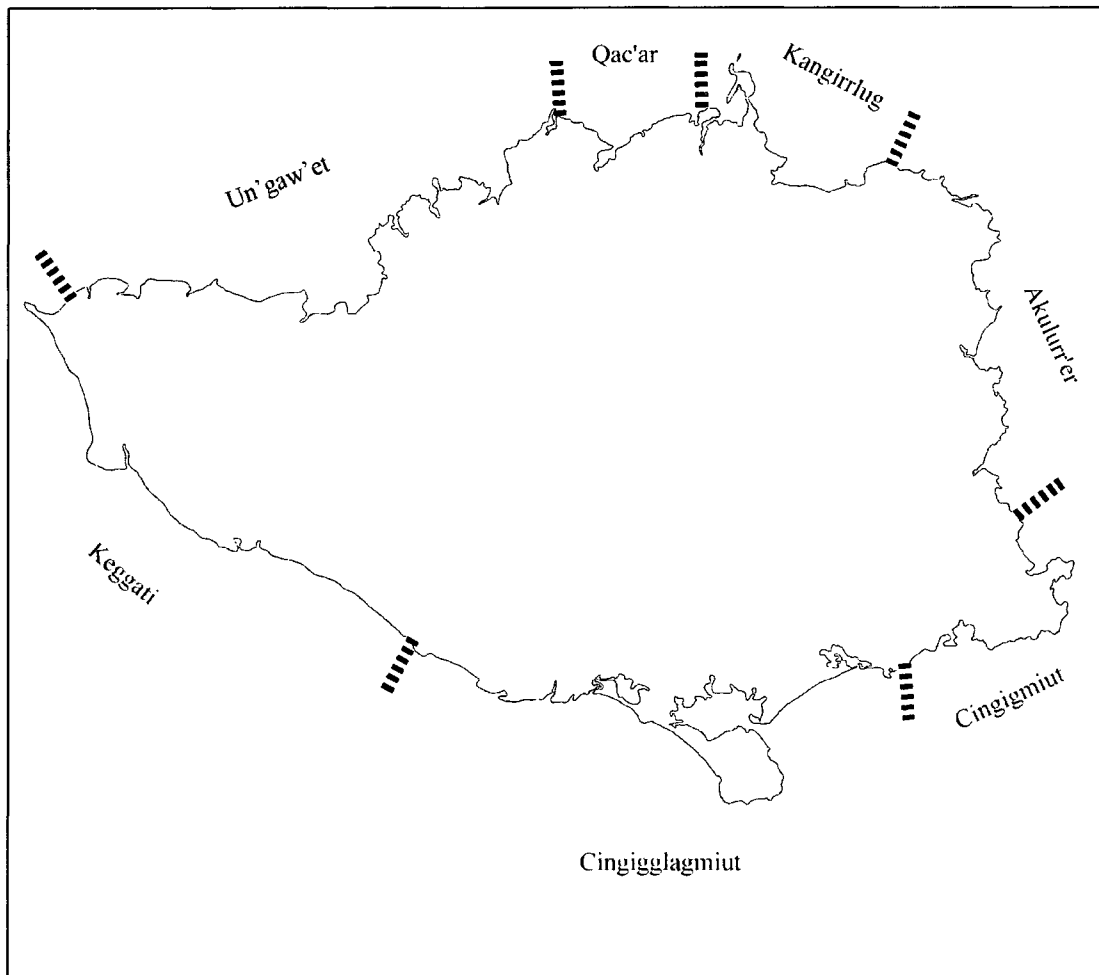 Qac'ar
Kangirrlug
Un'gaw'et
Akulurr'er
Keggati
Cingigmiut
Cingigglagmiut